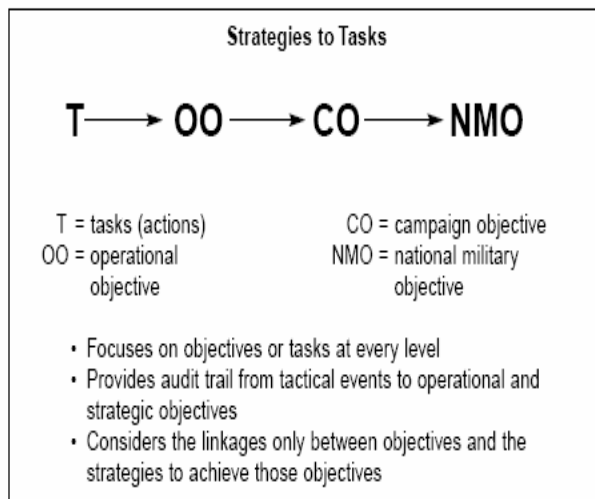 Strategies to Tasks
T → OO → CO → NMO
T = tasks (actions)
OO = operational
objective
CO = campaign objective
NMO = national military
objective
• Focuses on objectives or tasks at every level
• Provides audit trail from tactical events to operational and
strategic objectives
• Considers the linkages only between objectives and the
strategies to achieve those objectives